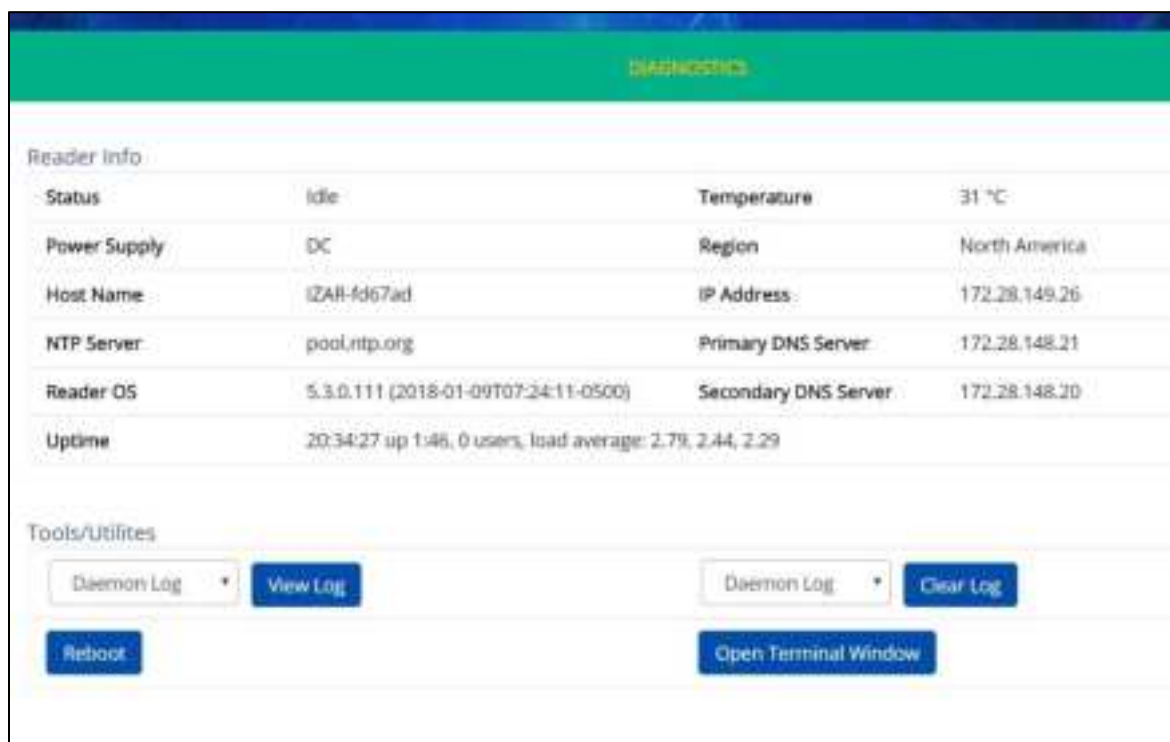 DIAGNOSTICS
Reader Info
Status Idle Temperature 31 °C
Power Supply DC Region North America
Host Name IZAR-fd67ad IP Address 172.28.149.26
NTP Server pool.ntp.org Primary DNS Server 172.28.148.21
Reader OS 5.3.0.111 (2018-01-09T07:24:11-0500) Secondary DNS Server 172.28.148.20
Uptime 20:34:27 up 1:46, 0 users, load average: 2.79, 2.44, 2.29
Tools/Utilites
Daemon Log View Log Daemon Log Clear Log
Reboot Open Terminal Window